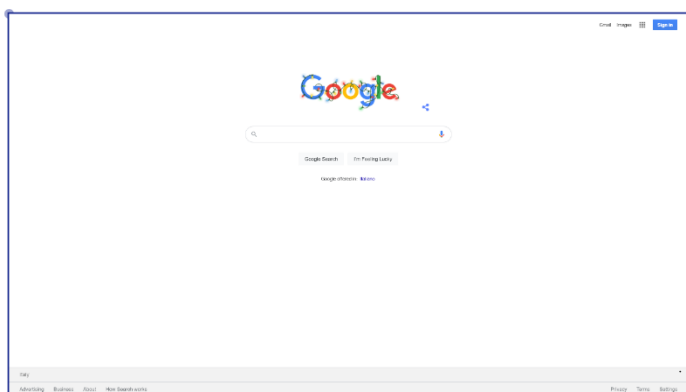 Gmail Images Sign in
Google
Google Search I'm Feeling Lucky
Google offered in: Italiano
Italy
Advertising Business About How Search works
Privacy Terms Settings